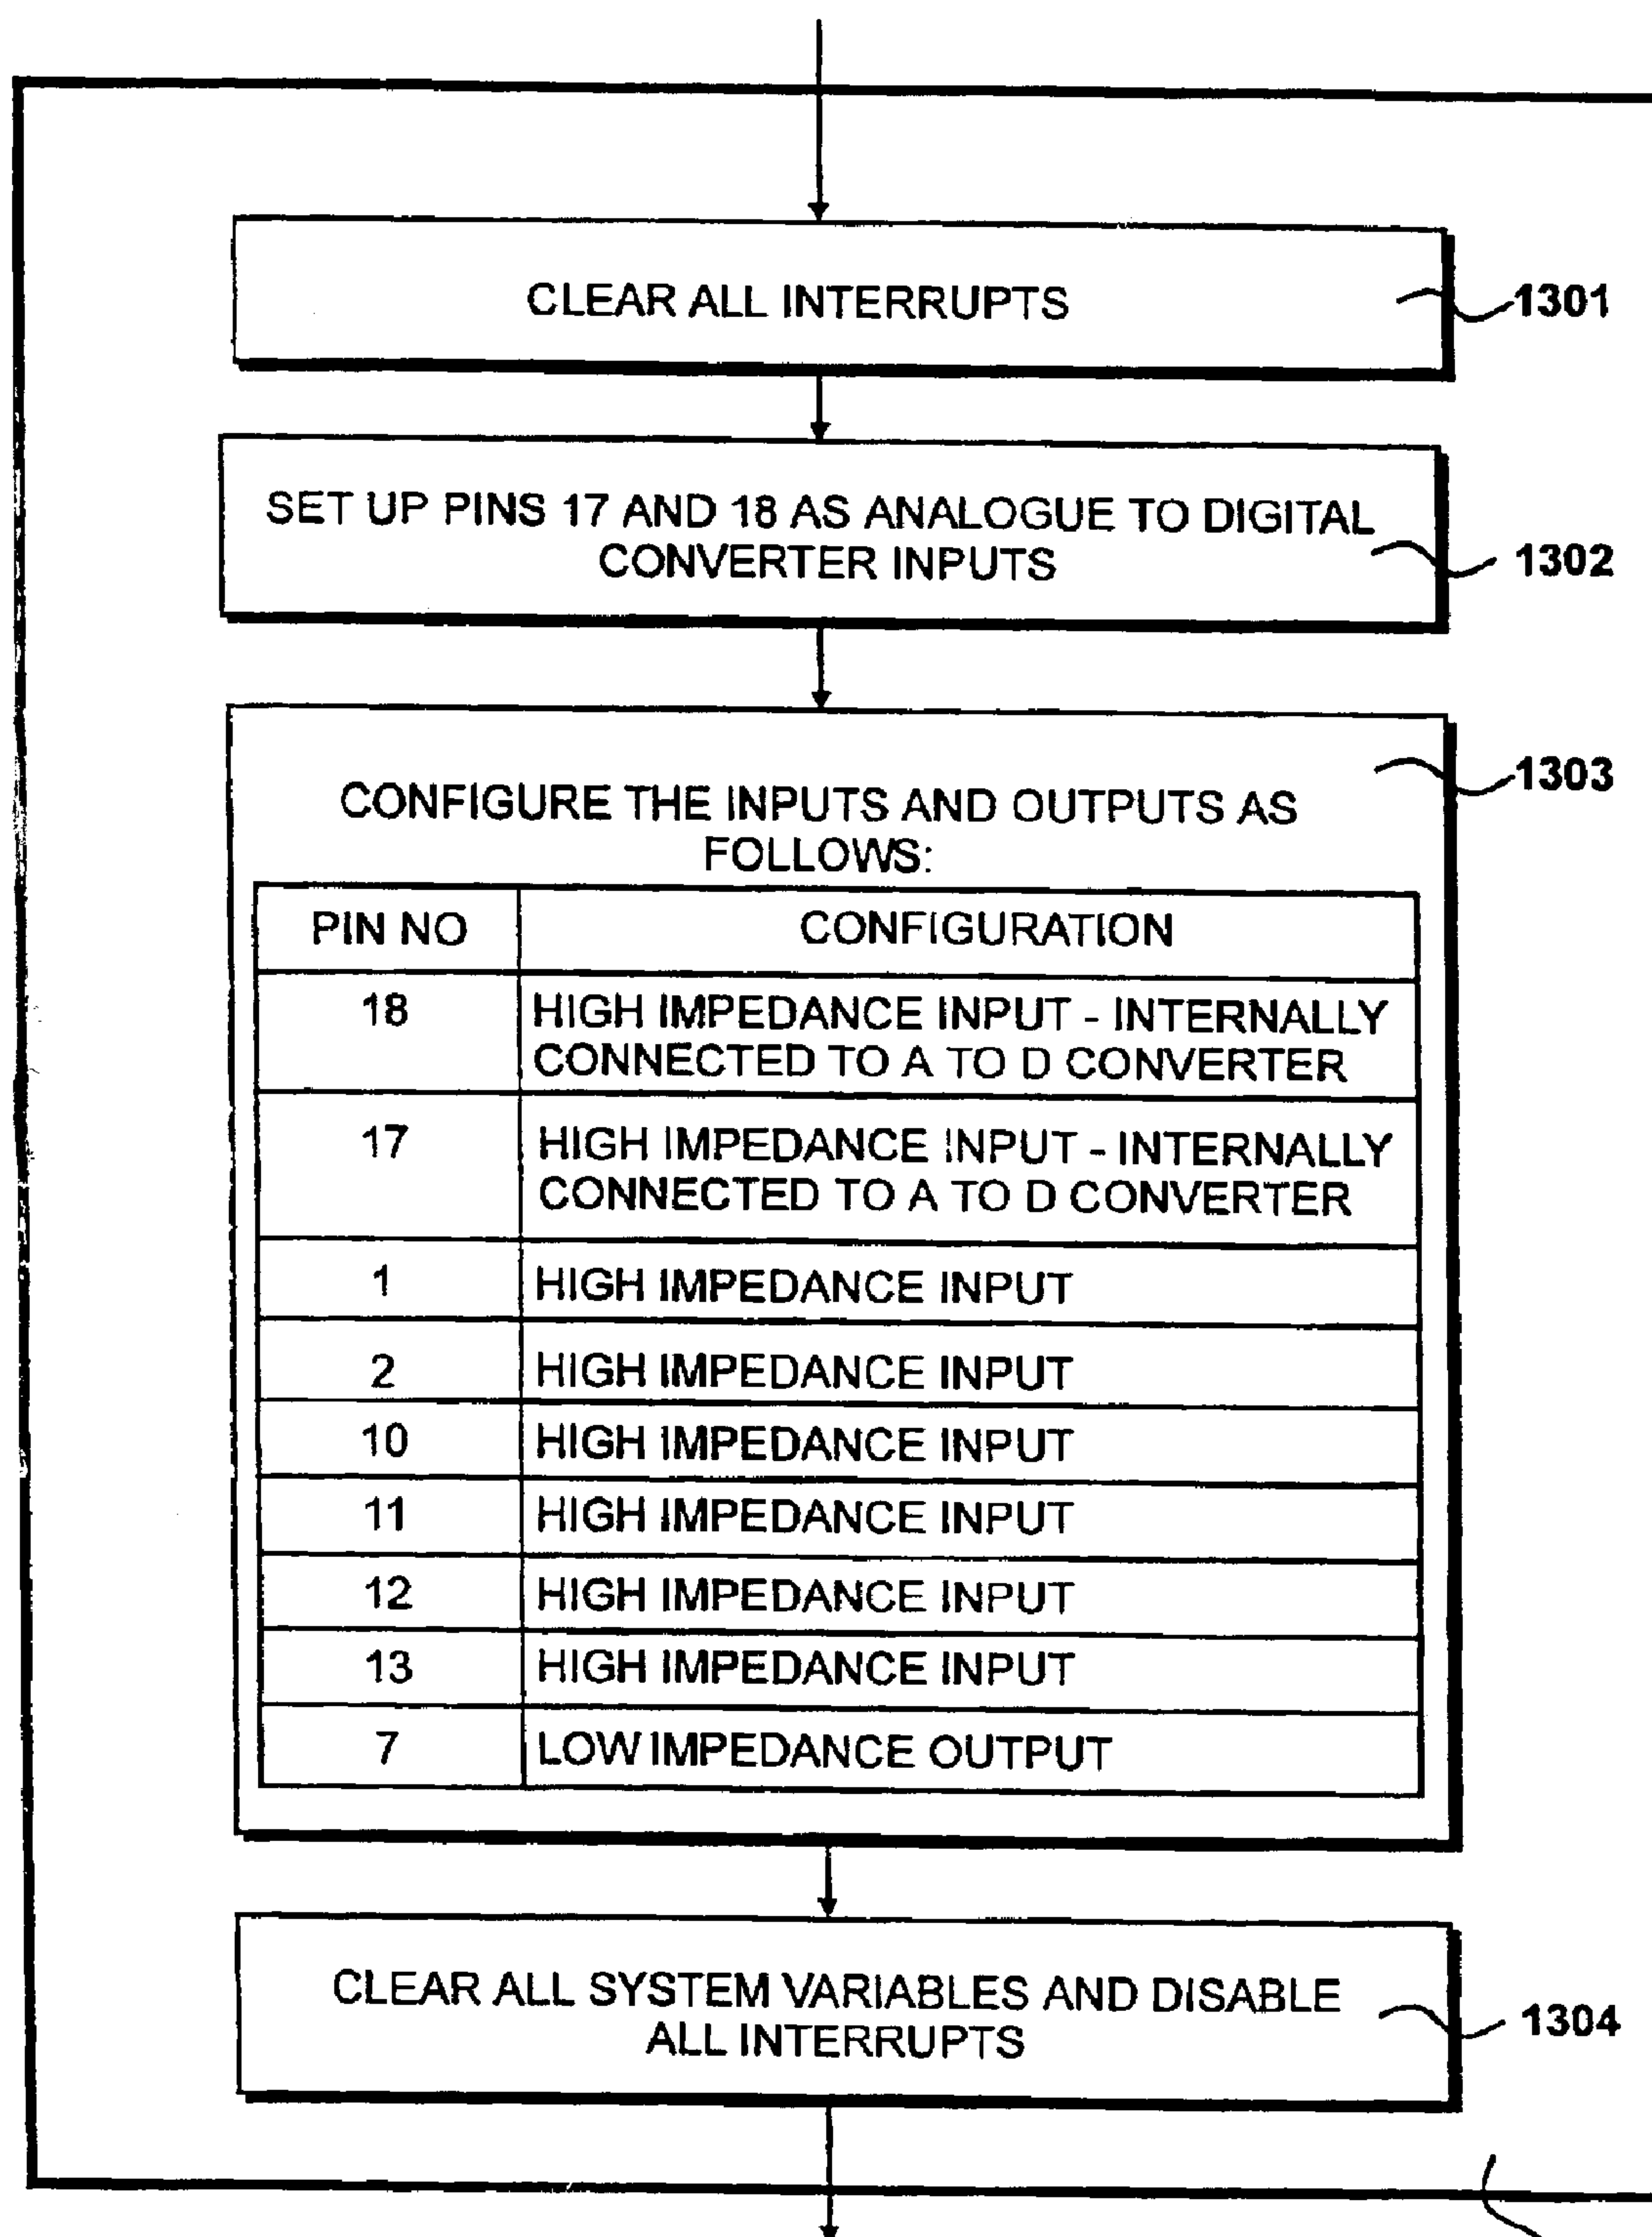 CLEAR ALL INTERRUPTS
1301
SET UP PINS 17 AND 18 AS ANALOGUE TO DIGITAL
CONVERTER INPUTS
1302
1303
CONFIGURE THE INPUTS AND OUTPUTS AS
FOLLOWS:
PIN NO CONFIGURATION
18 HIGH IMPEDANCE INPUT - INTERNALLY
CONNECTED TO A TO D CONVERTER
17 HIGH IMPEDANCE INPUT - INTERNALLY
CONNECTED TO A TO D CONVERTER
1 HIGH IMPEDANCE INPUT
2 HIGH IMPEDANCE INPUT
10 HIGH IMPEDANCE INPUT
11 HIGH IMPEDANCE INPUT
12 HIGH IMPEDANCE INPUT
13 HIGH IMPEDANCE INPUT
7 LOW IMPEDANCE OUTPUT
CLEAR ALL SYSTEM VARIABLES AND DISABLE
ALL INTERRUPTS
1304